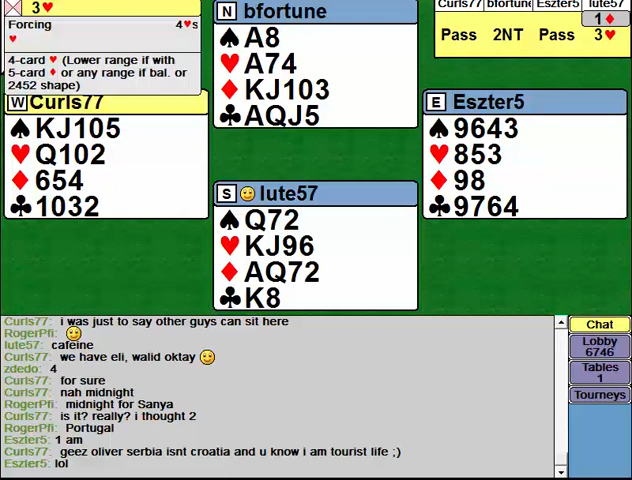 3♥
Forcing 4♥s
♥
4-card ♥ (Lower range if with
5-card ♦ or any range if bal. or
2452 shape)
N bfortune
♠A8
♥A74
♦KJ103
♣AQJ5
Curls77 bfortune Eszter5 lute57
1♦
Pass 2NT Pass 3♥
W Curls77
♠KJ105
♥Q102
♦654
♣1032
E Eszter5
♠9643
♥853
♦98
♣9764
S lute57
♠Q72
♥KJ96
♦AQ72
♣K8
Curls77: i was just to say other guys can sit here
RogerPfi:
lute57: cafeine
Curls77: we have eli, walid oktay
zdedo: 4
Curls77: for sure
Curls77: nah midnight
RogerPfi: midnight for Sanya
Curls77: is it? really? i thought 2
RogerPfi: Portugal
Eszter5: 1 am
Curls77: geez oliver serbia isnt croatia and u know i am tourist life ;)
Eszter5: lol
Chat
Lobby
6746
Tables
1
Tourneys